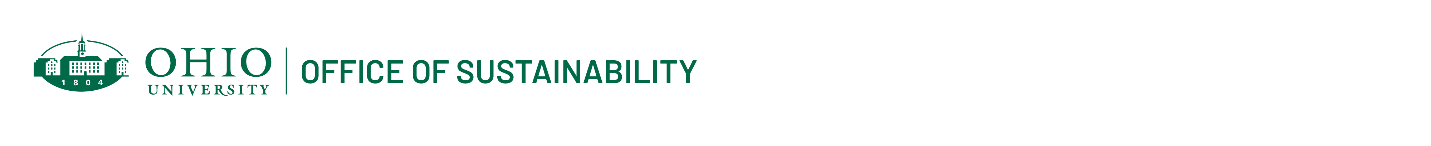 1804
OHIO
UNIVERSITY
OFFICE OF SUSTAINABILITY